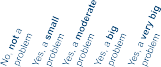 No, not a
problem
Yes, a small
problem
Yes, a moderate
problem
Yes, a big
problem
Yes, a very big
problem